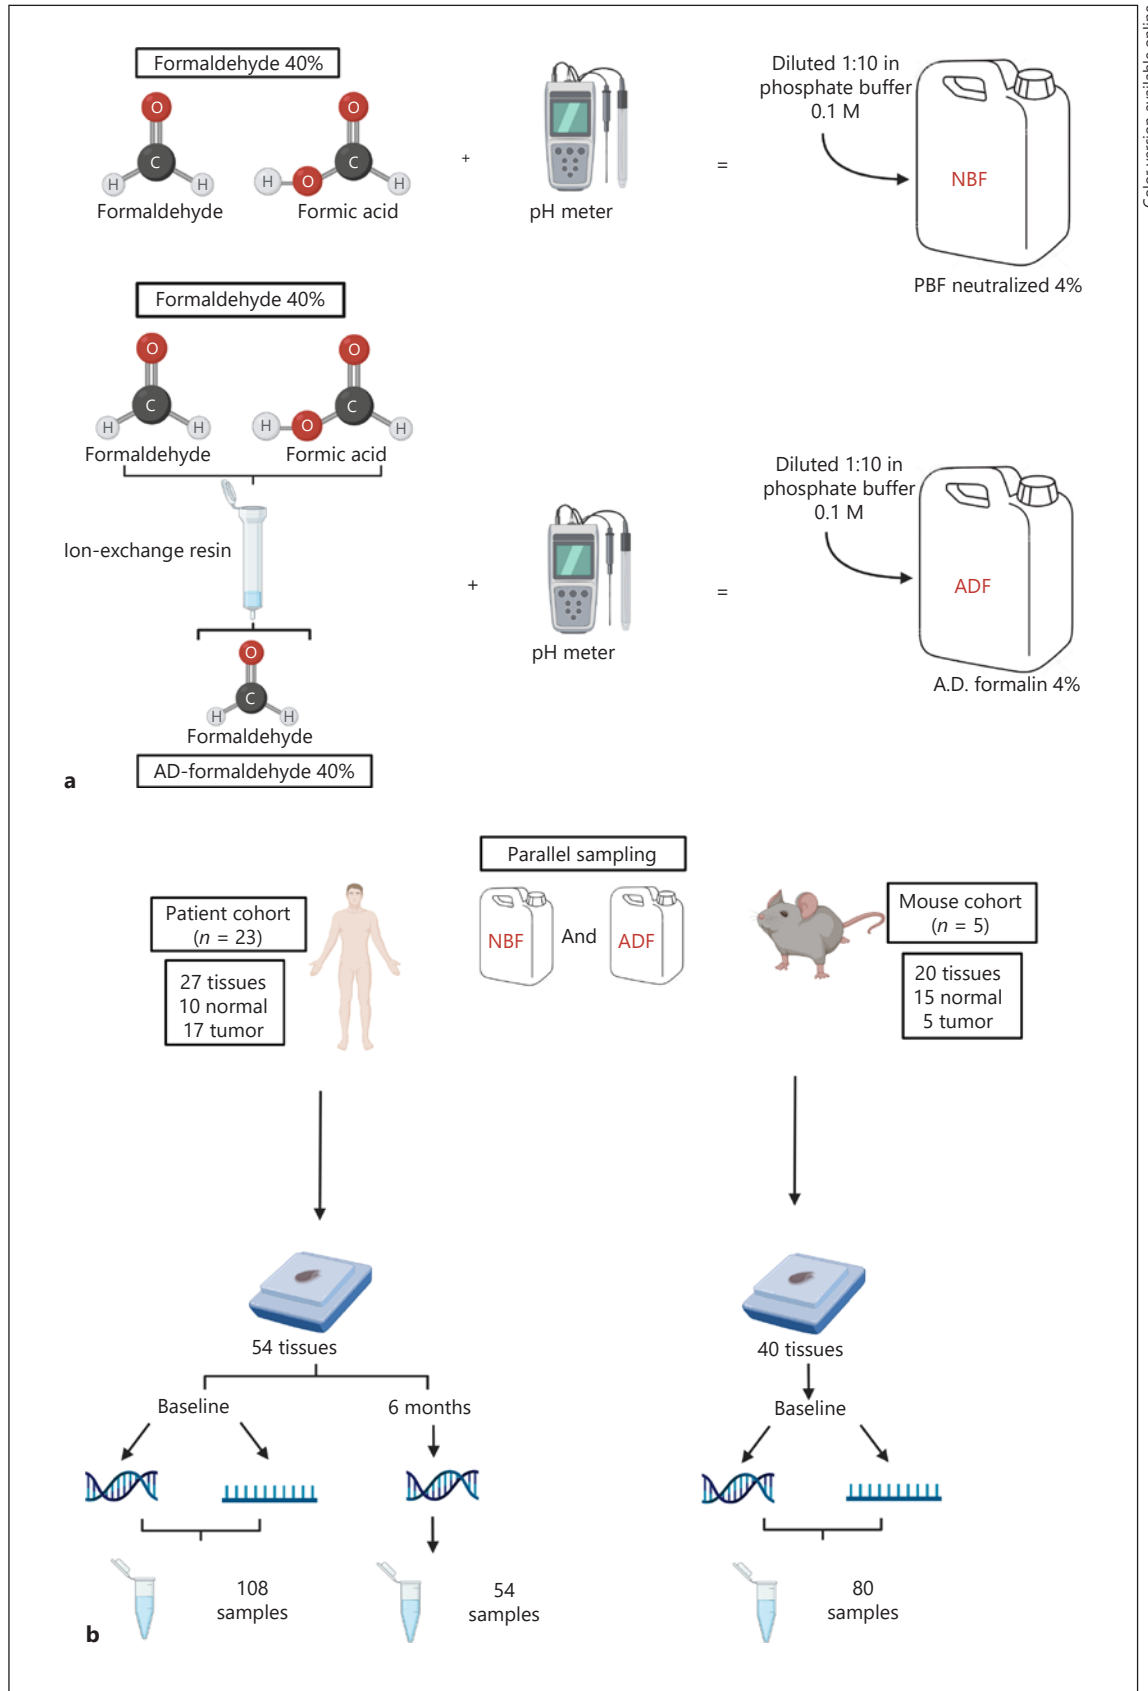 Color version available online
Formaldehyde 40%
O
C
H
H
Formaldehyde
O
C
H
O
H
Formic acid
+
pH meter
=
Diluted 1:10 in
phosphate buffer
0.1 M
NBF
PBF neutralized 4%
Formaldehyde 40%
O
C
H
H
Formaldehyde
O
C
H
O
H
Formic acid
Ion-exchange resin
O
C
H
H
Formaldehyde
AD-formaldehyde 40%
+
pH meter
=
Diluted 1:10 in
phosphate buffer
0.1 M
ADF
A.D. formalin 4%
a
Parallel sampling
NBF
And
ADF
Patient cohort
(n = 23)
27 tissues
10 normal
17 tumor
Mouse cohort
(n = 5)
20 tissues
15 normal
5 tumor
54 tissues
Baseline
6 months
108
samples
54
samples
40 tissues
Baseline
80
samples
b